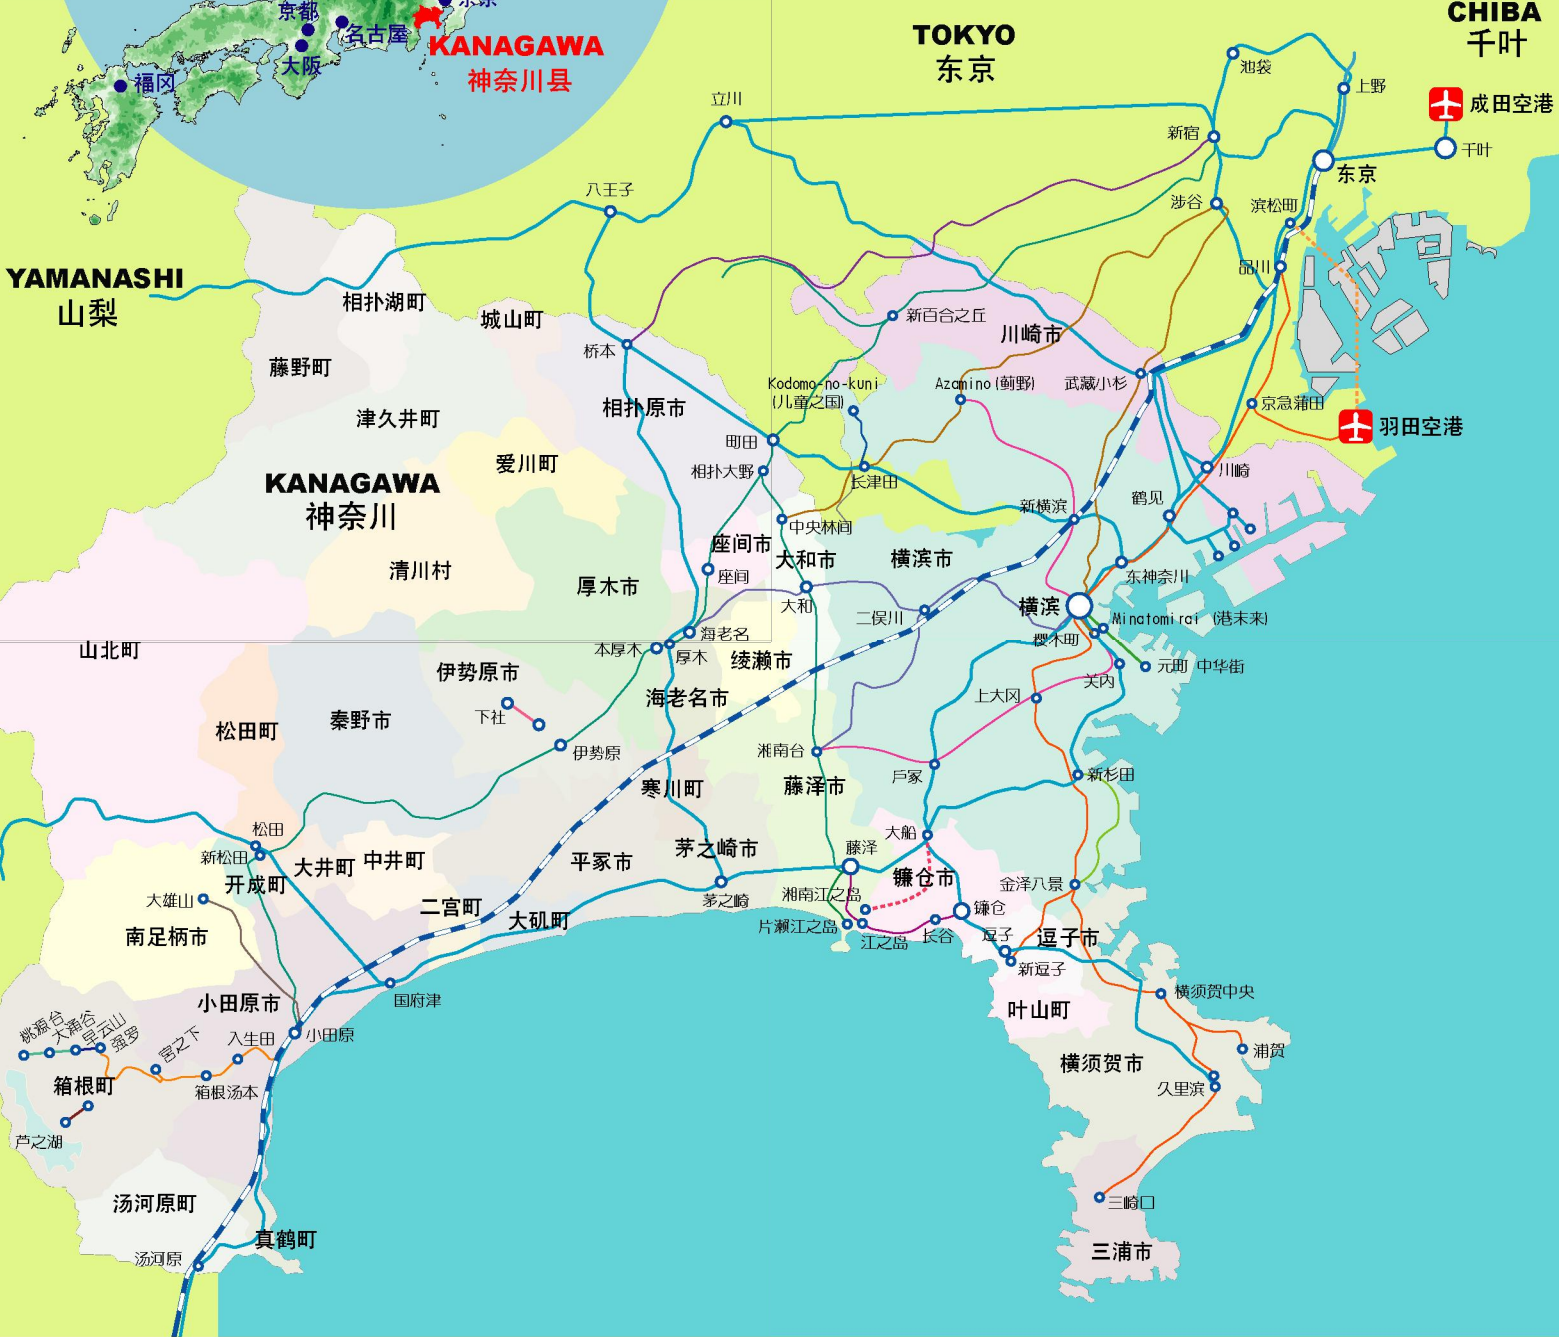 京都
名古屋
大阪
福冈
KANAGAWA
神奈川县
TOKYO
东京
CHIBA
千叶
池袋
上野
成田空港
千叶
立川
新宿
东京
八王子
涉谷
滨松町
品川
YAMANASHI
山梨
相扑湖町
城山町
新百合之丘
川崎市
桥本
藤野町
Kodomo-no-kuni
(儿童之国)
Azamino(蓟野)
武藏小杉
京急蒲田
羽田空港
相扑原市
津久井町
町田
爱川町
相扑大野
长津田
川崎
KANAGAWA
神奈川
新横滨
鹤见
中央林间
座间市
大和市
横滨市
清川村
厚木市
座间
东神奈川
大和
二俣川
横滨
Minatomirai (港未来)
樱木町
海老名
本厚木
厚木
山北町
绫瀬市
元町 中华街
伊势原市
关内
海老名市
上大冈
下社
秦野市
松田町
伊势原
湘南台
戶冢
新杉田
寒川町
藤泽市
松田
新松田
大井町
中井町
平冢市
茅之崎市
藤泽
大船
开成町
镰仓市
金泽八景
大雄山
二宫町
大矶町
茅之崎
湘南江之岛
镰仓
南足柄市
片瀬江之岛
江之岛
长谷
逗子
逗子市
新逗子
小田原市
国府津
横须贺中央
叶山町
桃源台
大涌谷
早云山
强罗
宫之下
入生田
小田原
浦贺
横须贺市
箱根町
箱根汤本
久里滨
芦之湖
汤河原町
三崎口
真鹤町
汤河原
三浦市